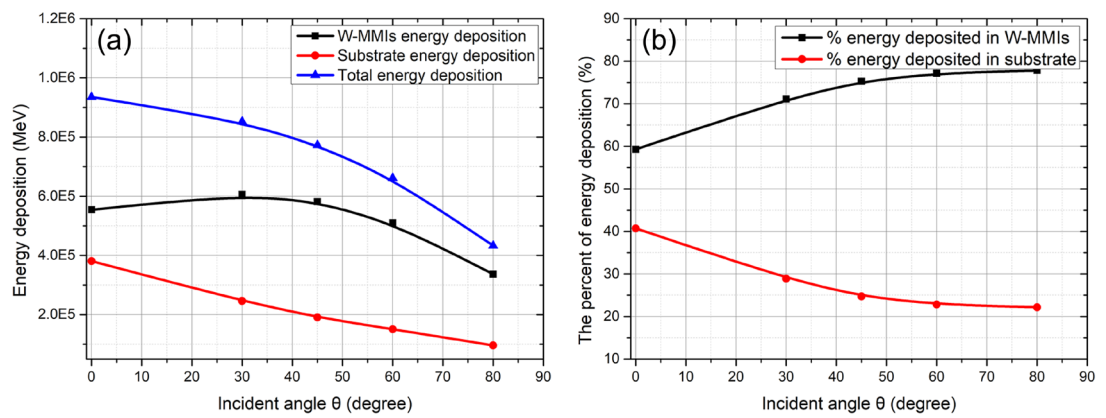 (a)
W-MMIs energy deposition
Substrate energy deposition
Total energy deposition
Energy deposition (MeV)
1.2E6
1.0E6
8.0E5
6.0E5
4.0E5
2.0E5
0 10 20 30 40 50 60 70 80 90
Incident angle θ (degree)
(b)
% energy deposited in W-MMIs
% energy deposited in substrate
The percent of energy deposition (%)
90
80
70
60
50
40
30
20
10
0 10 20 30 40 50 60 70 80 90
Incident angle θ (degree)